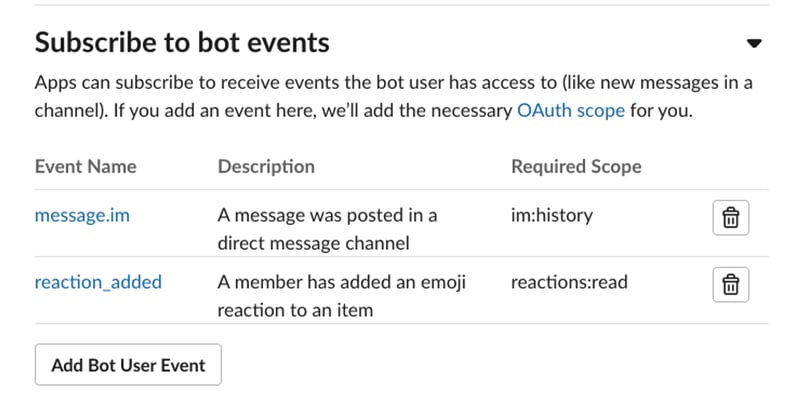 Subscribe to bot events
Apps can subscribe to receive events the bot user has access to (like new messages in a
channel). If you add an event here, we’ll add the necessary OAuth scope for you.
Event Name Description Required Scope
message.im A message was posted in a im:history
direct message channel
reaction_added A member has added an emoji reactions:read
reaction to an item
Add Bot User Event